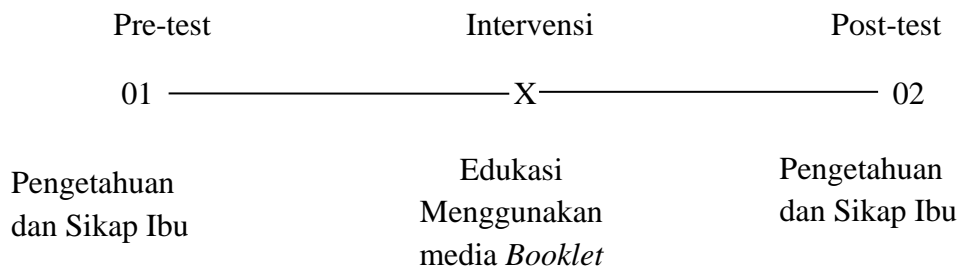 Pre-test Intervensi Post-test
01 X 02
Pengetahuan
dan Sikap Ibu
Edukasi
Menggunakan
media Booklet
Pengetahuan
dan Sikap Ibu